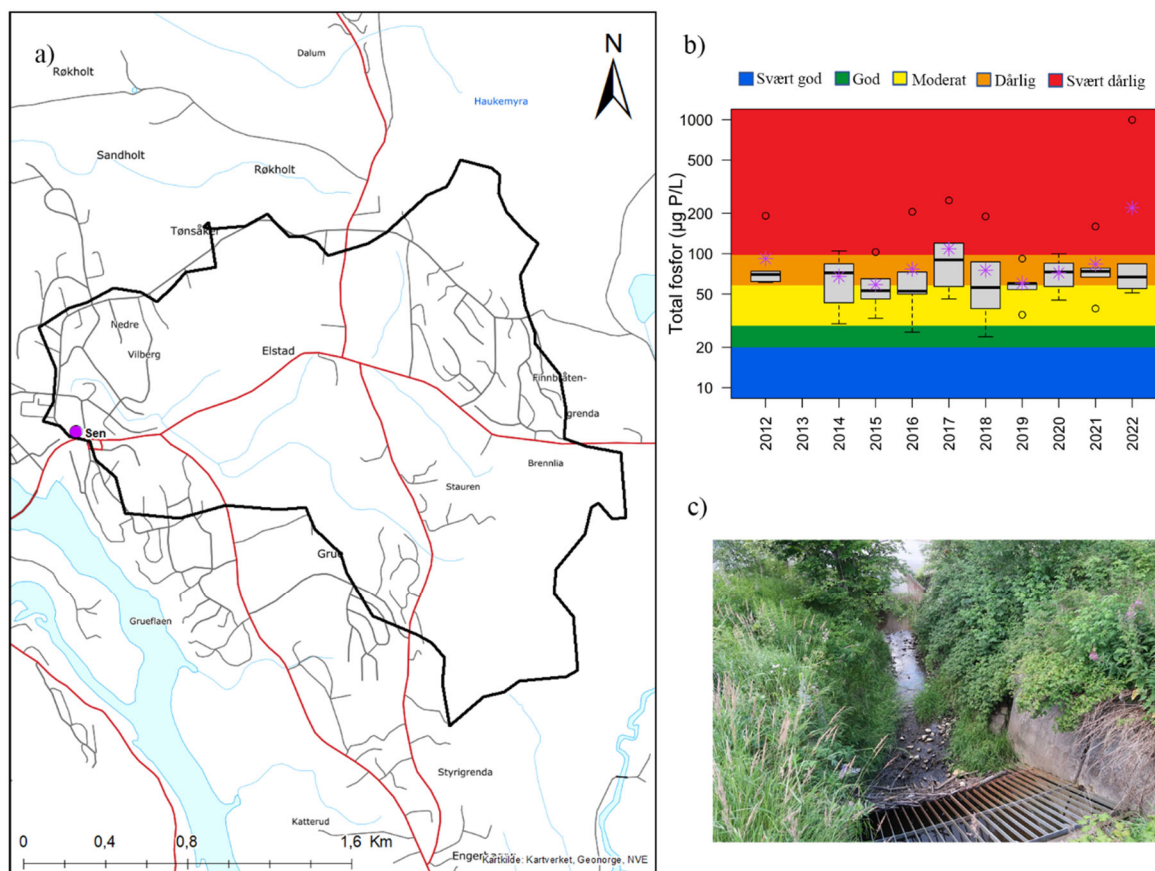 a)
N
Dalum
Røkholt
Haukemyra
Sandholt
Røkholt
Tønsåker
Nedre
Vilberg
Elstad
Finnbråten-
grenda
Sen
Brennlia
Stauren
Grue
Grueflaen
Styrigrenda
Katterud
0 0,4 0,8 1,6 Km
Kartkilde: Kartverket, Geonorge, NVE
b)
Svært god God Moderat Dårlig Svært dårlig
Total fosfor (µg P/L)
1000
500
200
100
50
20
10
2012 2013 2014 2015 2016 2017 2018 2019 2020 2021 2022
c)